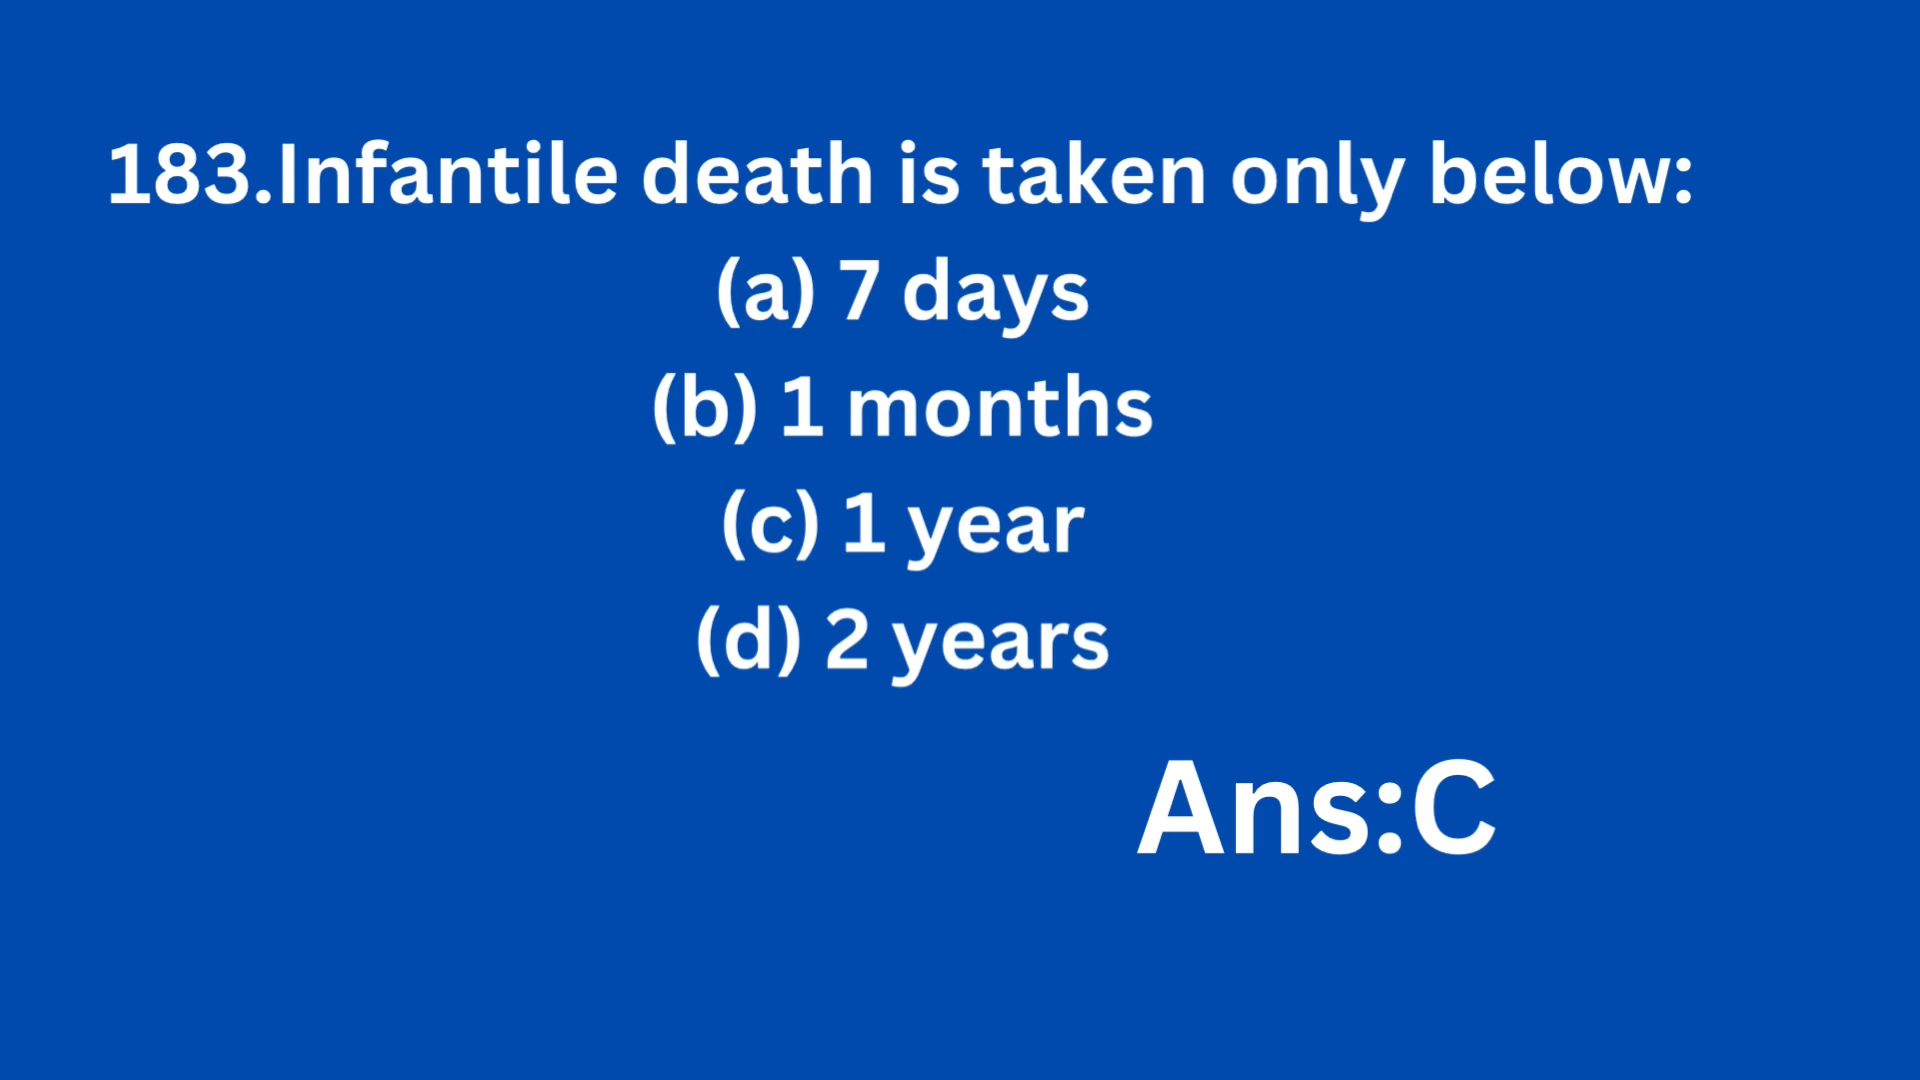 183.Infantile death is taken only below:
(a) 7 days
(b) 1 months
(c) 1 year
(d) 2 years
Ans:C